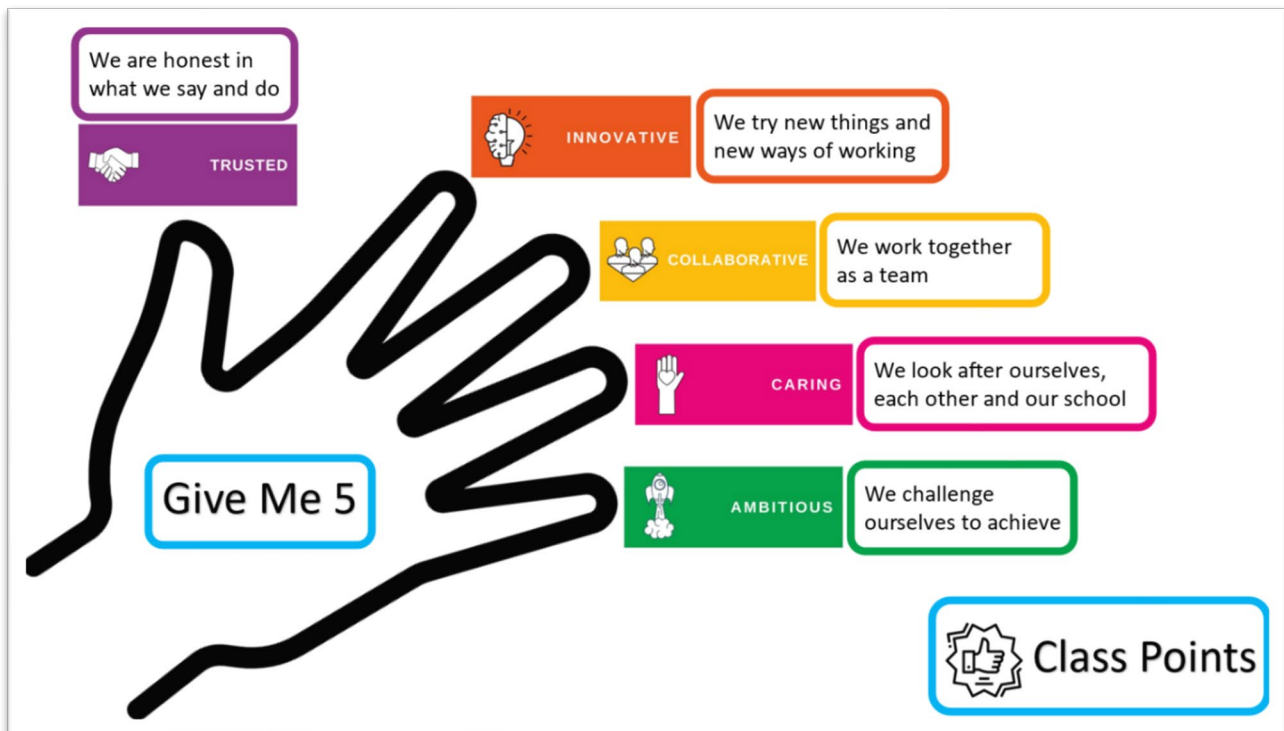 We are honest in
what we say and do
TRUSTED
INNOVATIVE
We try new things and
new ways of working
COLLABORATIVE
We work together
as a team
CARING
We look after ourselves,
each other and our school
AMBITIOUS
We challenge
ourselves to achieve
Give Me 5
Class Points